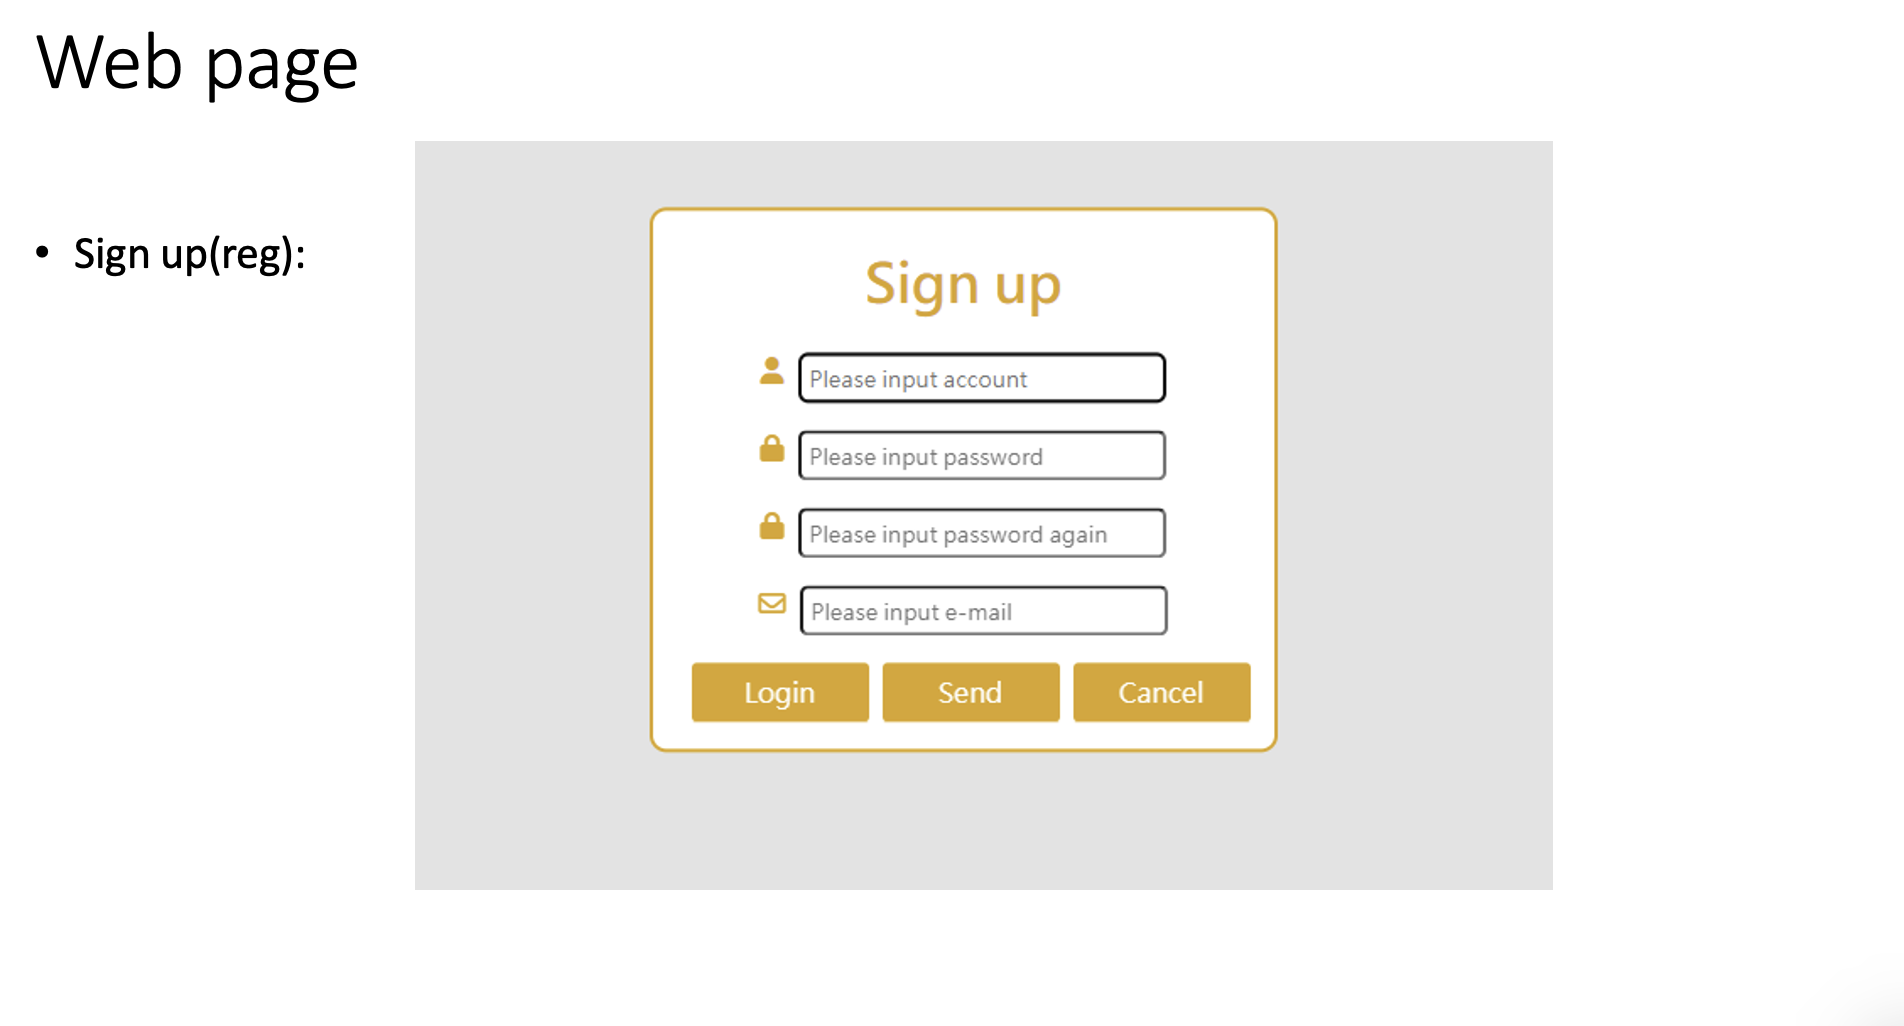 Web page
• Sign up(reg):
Sign up
Please input account
Please input password
Please input password again
Please input e-mail
Login Send Cancel